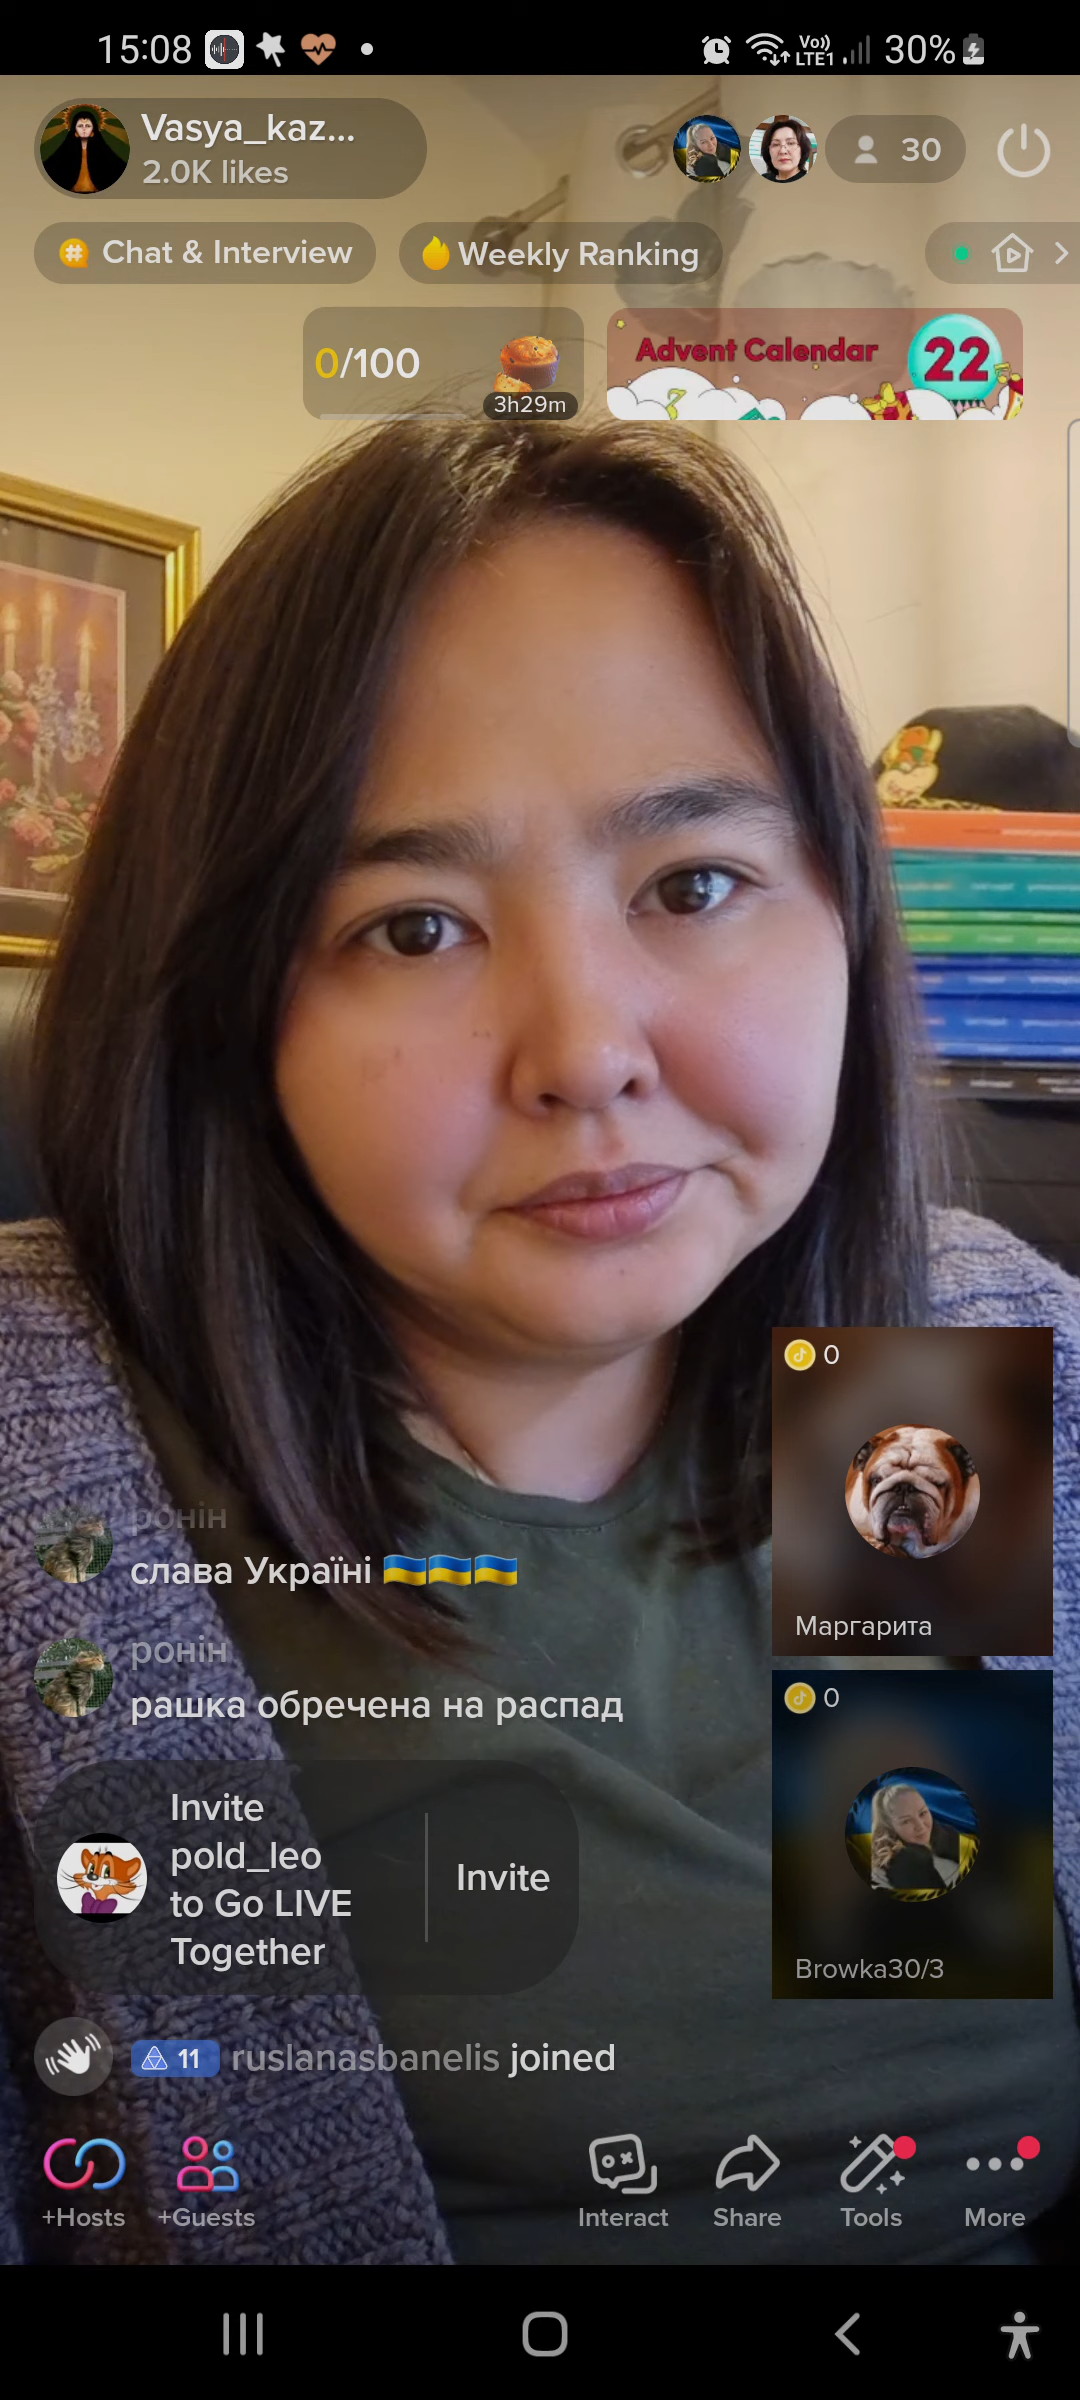 15:08
Vo))
LTE1
30%
Vasya_kaz...
2.0K likes
30
Chat & Interview
Weekly Ranking
0/100
3h29m
Advent Calendar
22
0
Маргарита
ронін
слава Україні 🇺🇦🇺🇦🇺🇦
ронін
рашка обречена на распад
0
Browka30/3
Invite
pold_leo
to Go LIVE
Together
Invite
11 ruslanasbanelis joined
+Hosts
+Guests
Interact
Share
Tools
More